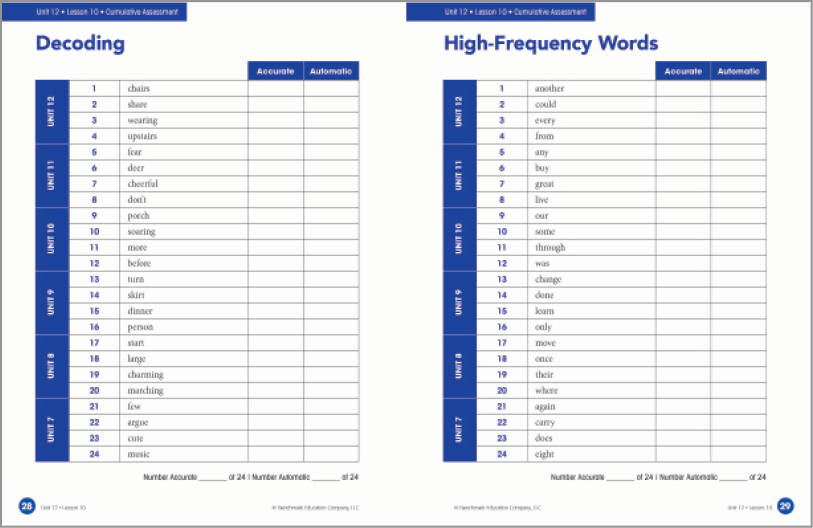 Unit 12 • Lesson 10 • Cumulative Assessment
Decoding
Accurate Automatic
UNIT 12
1 chairs
2 share
3 wearing
4 upstairs
UNIT 11
5 fear
6 deer
7 cheerful
8 don't
UNIT 10
9 porch
10 soaring
11 more
12 before
UNIT 9
13 turn
14 skirt
15 dinner
16 person
UNIT 8
17 start
18 large
19 charming
20 marching
UNIT 7
21 few
22 argue
23 cute
24 music
Number Accurate ______ of 24 | Number Automatic ______ of 24
28 Unit 12 • Lesson 10
© Benchmark Education Company, LLC
Unit 12 • Lesson 10 • Cumulative Assessment
High-Frequency Words
Accurate Automatic
UNIT 12
1 another
2 could
3 every
4 from
UNIT 11
5 any
6 buy
7 great
8 live
UNIT 10
9 our
10 some
11 through
12 was
UNIT 9
13 change
14 done
15 learn
16 only
UNIT 8
17 move
18 once
19 their
20 where
UNIT 7
21 again
22 carry
23 does
24 eight
Number Accurate ______ of 24 | Number Automatic ______ of 24
© Benchmark Education Company, LLC
Unit 12 • Lesson 10 29